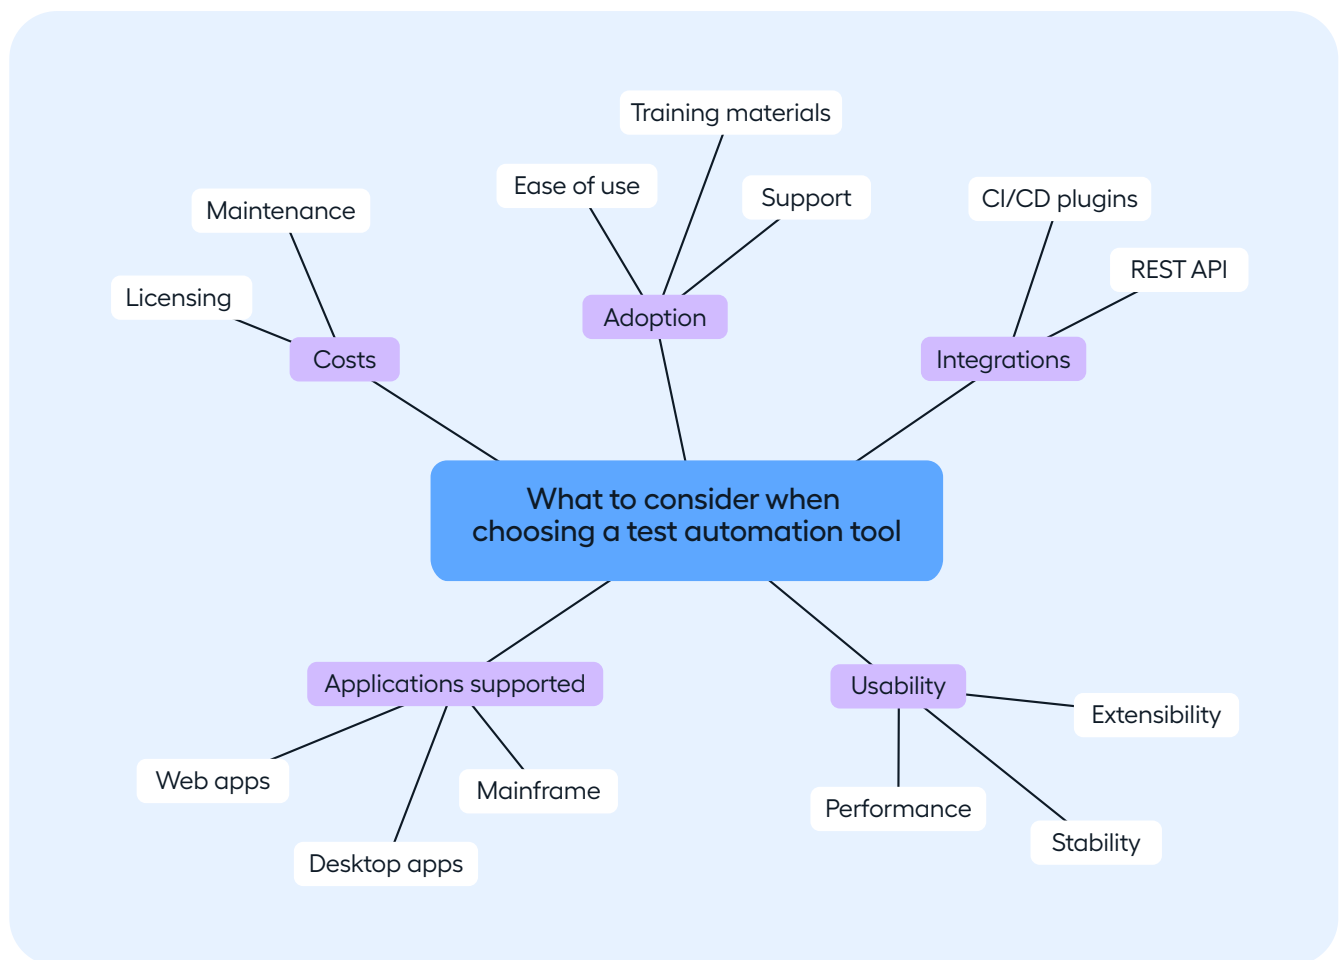 Training materials
Ease of use
Support
Maintenance
CI/CD plugins
Licensing
REST API
Adoption
Costs
Integrations
What to consider when
choosing a test automation tool
Applications supported
Usability
Extensibility
Web apps
Mainframe
Performance
Stability
Desktop apps